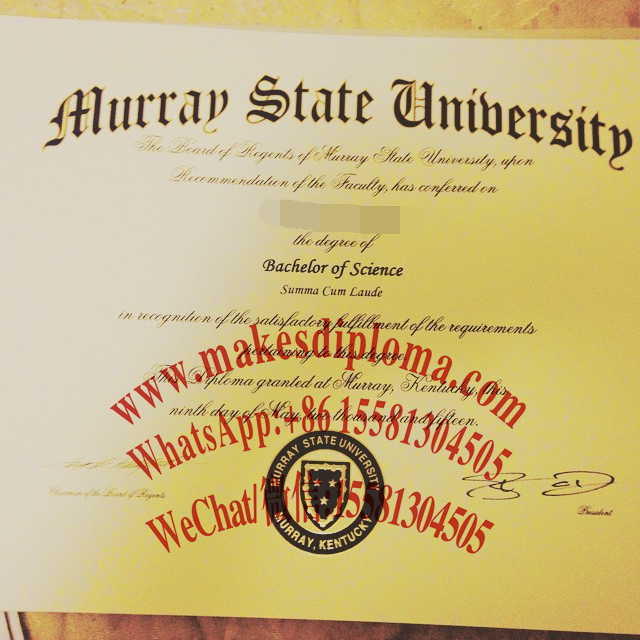 Murray State University
The Board of Regents of Murray State University, upon
Recommendation of the Faculty, has conferred on
the degree of
Bachelor of Science
Summa Cum Laude
in recognition of the satisfactory fulfillment of the requirements
pertaining to this degree
This Diploma granted at Murray, Kentucky, this
ninth day of May, two thousand and fifteen.
www.makesdiploma.com
WhatsApp:+86 15581304505
WeChat/微信:15581304505
MURRAY STATE UNIVERSITY
MURRAY, KENTUCKY
Chairman of the Board of Regents
President